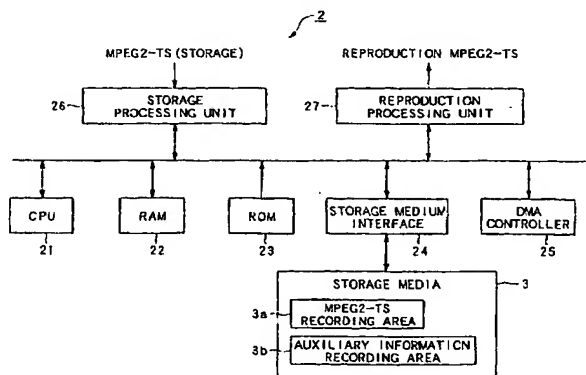 2
MPEG2-TS (STORAGE)
REPRODUCTION MPEG2-TS
26
STORAGE
PROCESSING UNIT
27
REPRODUCTION
PROCESSING UNIT
CPU
RAM
ROM
STORAGE MEDIUM
INTERFACE
DMA
CONTROLLER
21
22
23
24
25
STORAGE MEDIA
3
3a
MPEG2-TS
RECORDING AREA
3b
AUXILIARY INFORMATION
RECORDING AREA